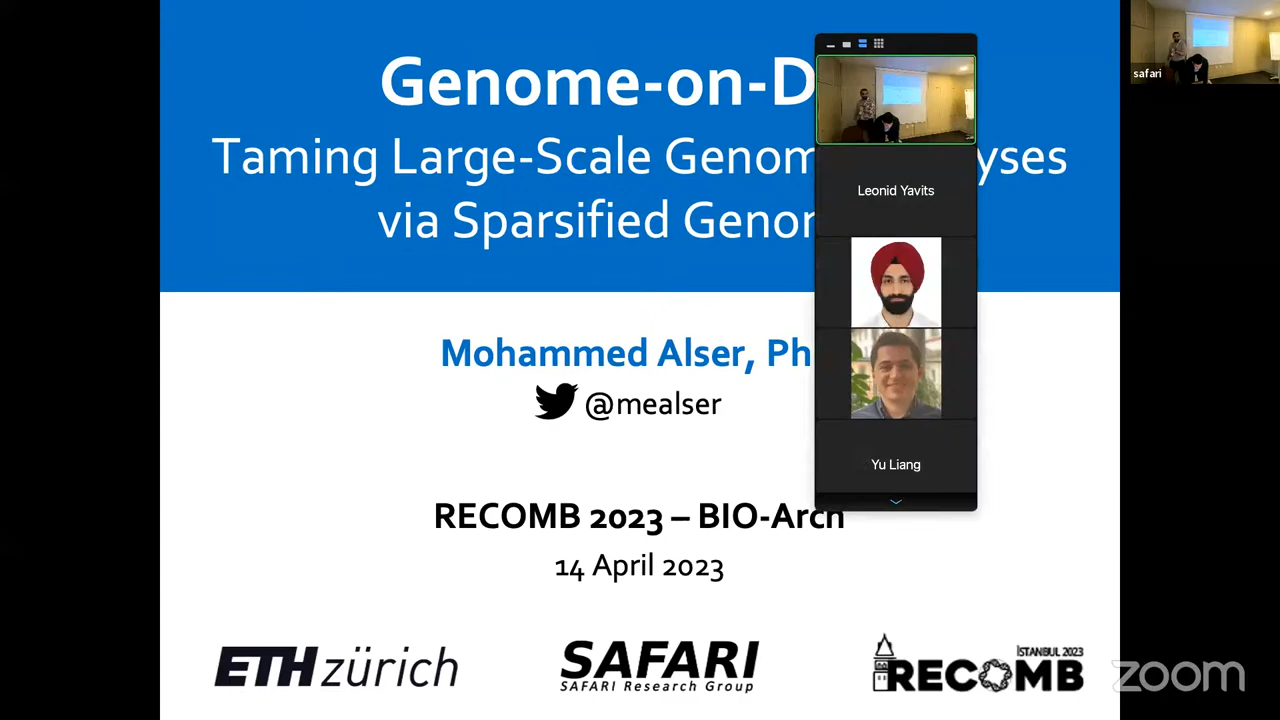 Genome-on-D
Taming Large-Scale Genom yses
via Sparsified Genom
Mohammed Alser, Ph
@mealser
RECOMB 2023 – BIO-Arch
14 April 2023
ETH zürich
SAFARI
SAFARI Research Group
İSTANBUL 2023
RECOMB
Leonid Yavits
Yu Liang
safari
zoom